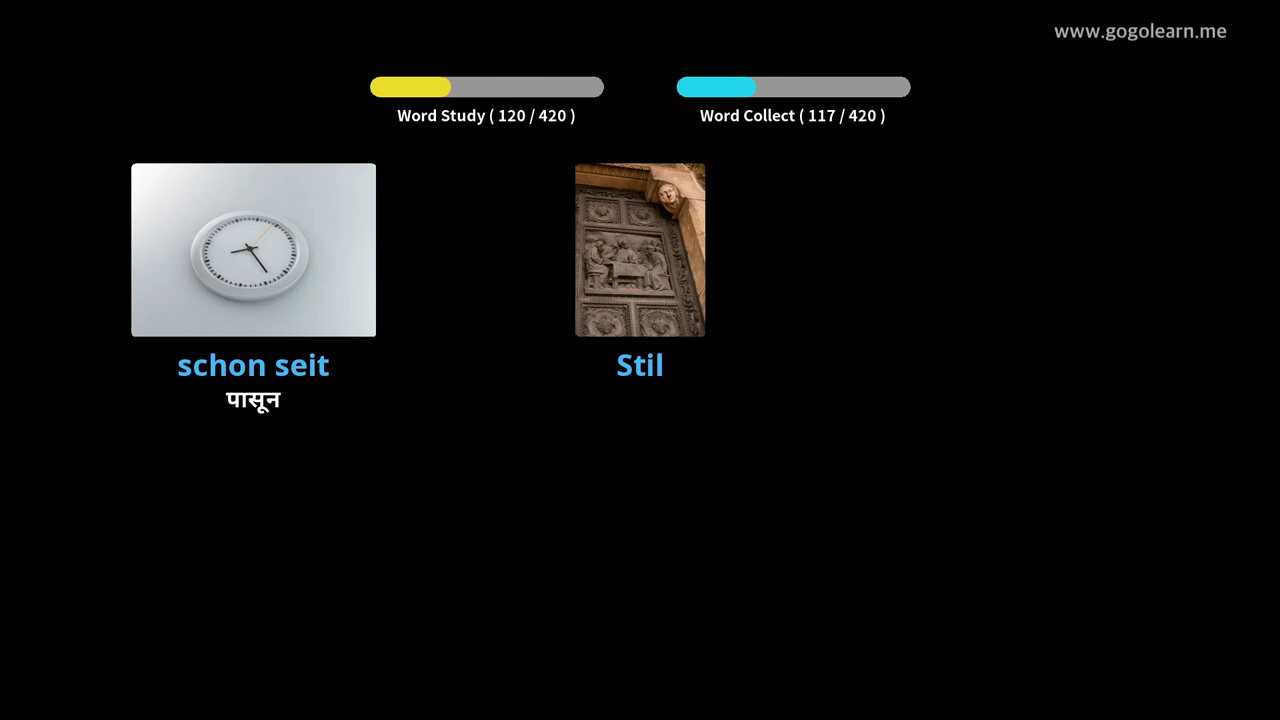 www.gogolearn.me
Word Study ( 120 / 420 )
Word Collect ( 117 / 420 )
schon seit
पासून
Stil